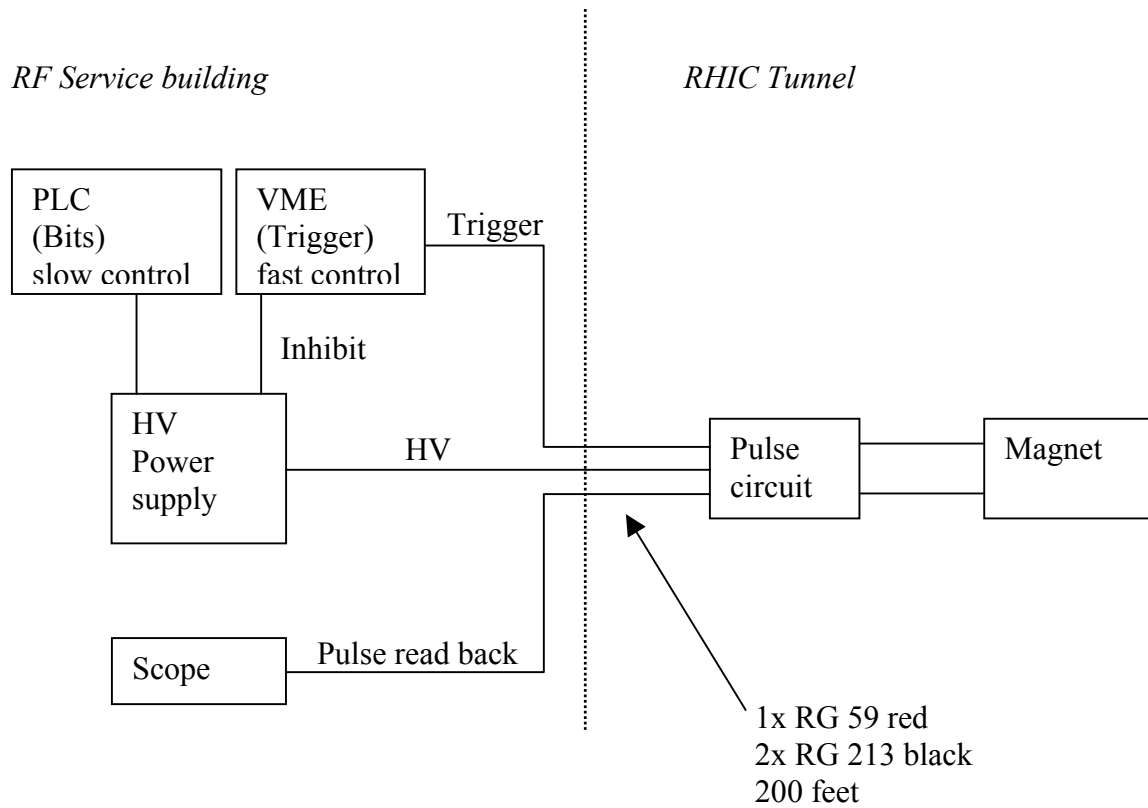 RF Service building
RHIC Tunnel
PLC
(Bits)
slow control
VME
(Trigger)
fast control
Trigger
Inhibit
HV
Power
supply
HV
Pulse
circuit
Magnet
Scope
Pulse read back
1x RG 59 red
2x RG 213 black
200 feet